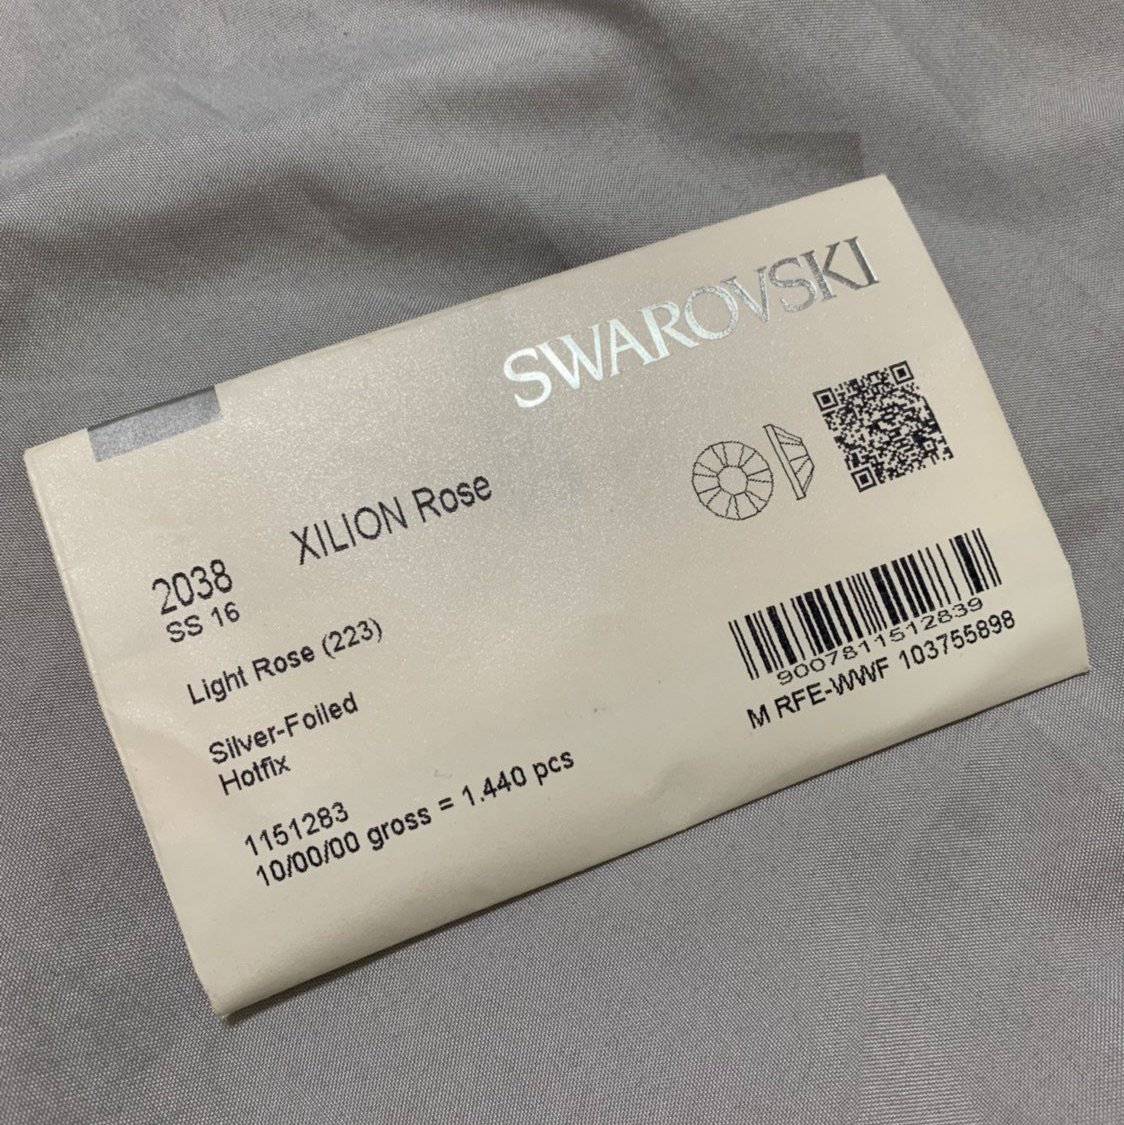 SWAROVSKI
2038 XILION Rose
SS 16
Light Rose (223)
Silver-Foiled
Hotfix
1151283
10/00/00 gross = 1.440 pcs
9007811512839
M RFE-WWF 103755898